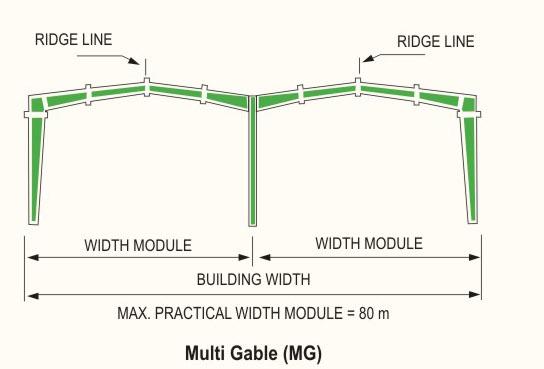 RIDGE LINE
RIDGE LINE
WIDTH MODULE
WIDTH MODULE
BUILDING WIDTH
MAX. PRACTICAL WIDTH MODULE = 80 m
Multi Gable (MG)